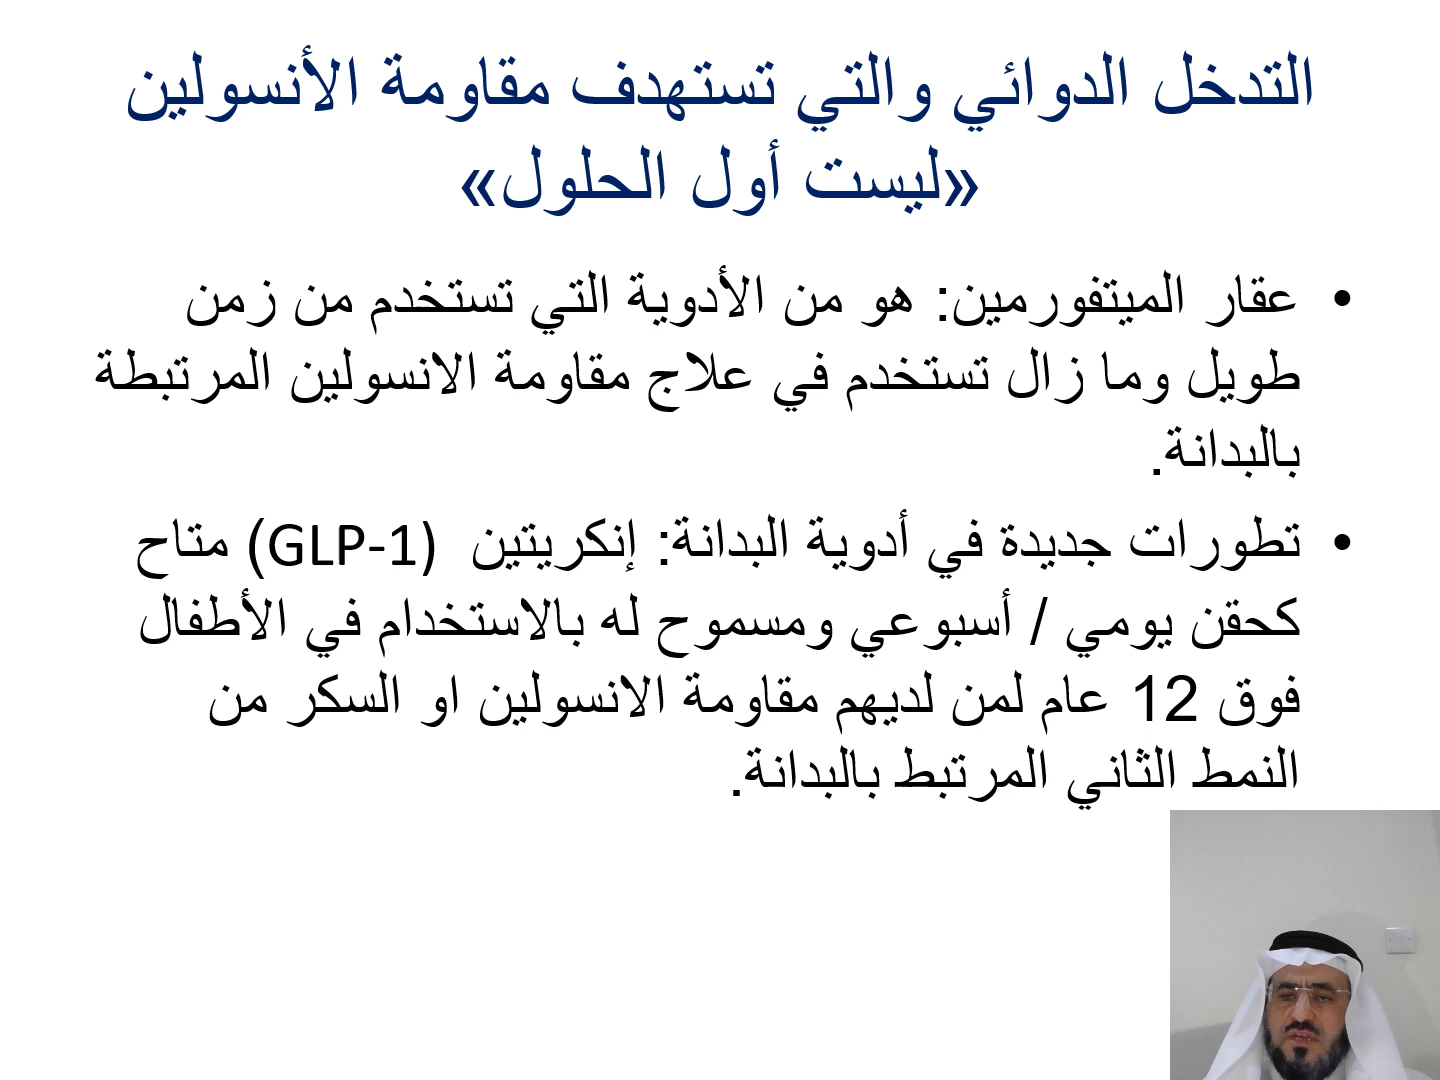 التدخل الدوائي والتي تستهدف مقاومة الأنسولين
«ليست أول الحلول»
• عقار الميتفورمين: هو من الأدوية التي تستخدم من زمن
طويل وما زال تستخدم في علاج مقاومة الانسولين المرتبطة
بالبدانة.
• تطورات جديدة في أدوية البدانة: إنكريتين (GLP-1) متاح
كحقن يومي / أسبوعي ومسموح له بالاستخدام في الأطفال
فوق 12 عام لمن لديهم مقاومة الانسولين او السكر من
النمط الثاني المرتبط بالبدانة.